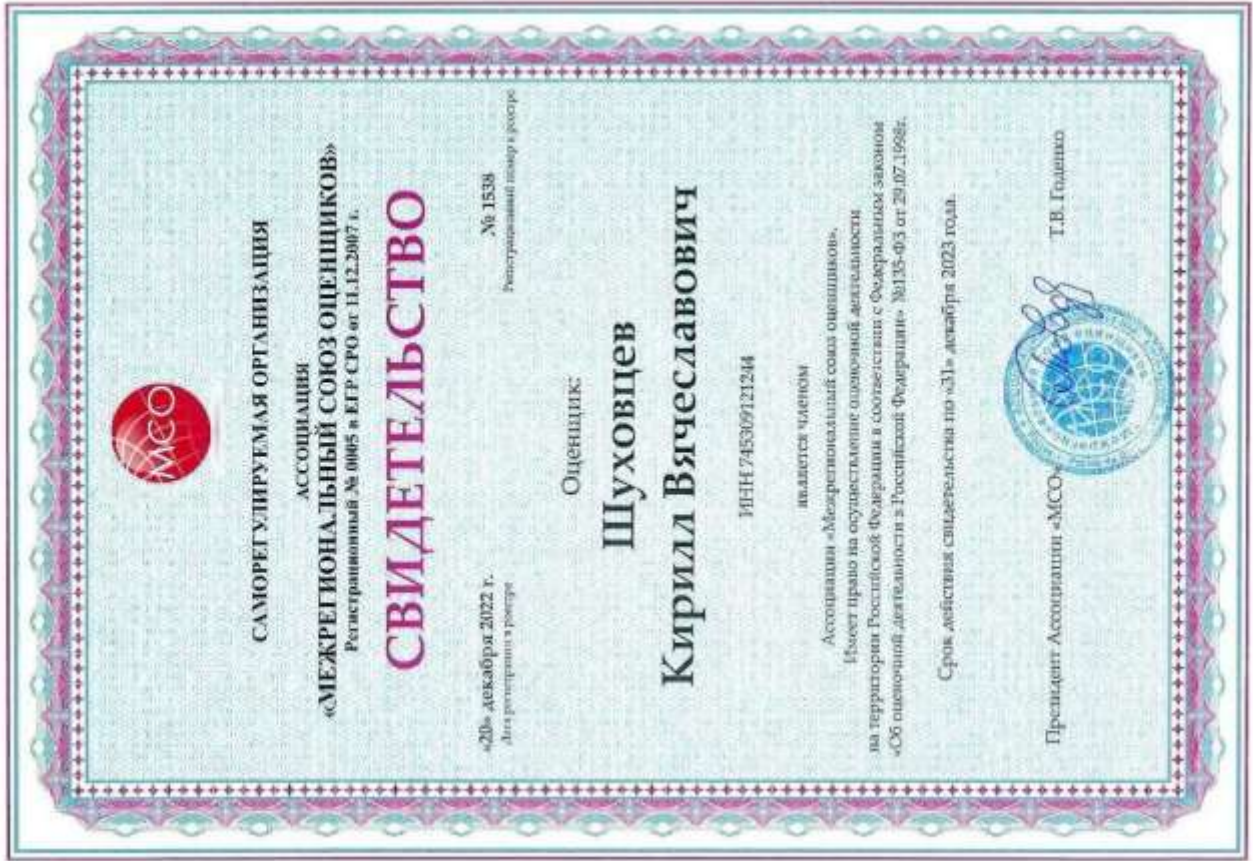 МСО
САМОРЕГУЛИРУЕМАЯ ОРГАНИЗАЦИЯ
АССОЦИАЦИЯ
«МЕЖРЕГИОНАЛЬНЫЙ СОЮЗ ОЦЕНЩИКОВ»
Регистрационный № 0005 в ЕГР СРО от 11.12.2007 г.
СВИДЕТЕЛЬСТВО
«20» декабря 2022 г. № 1538
Дата регистрации в реестре Регистрационный номер в реестре
Оценщик:
Шуховцев
Кирилл Вячеславович
ИНН 745309121244
является членом
Ассоциации «Межрегиональный союз оценщиков».
Имеет право на осуществление оценочной деятельности
на территории Российской Федерации в соответствии с Федеральным законом
«Об оценочной деятельности в Российской Федерации» №135-ФЗ от 29.07.1998г.
Срок действия свидетельства по «31» декабря 2023 года.
Президент Ассоциации «МСО» Т.В. Годенко